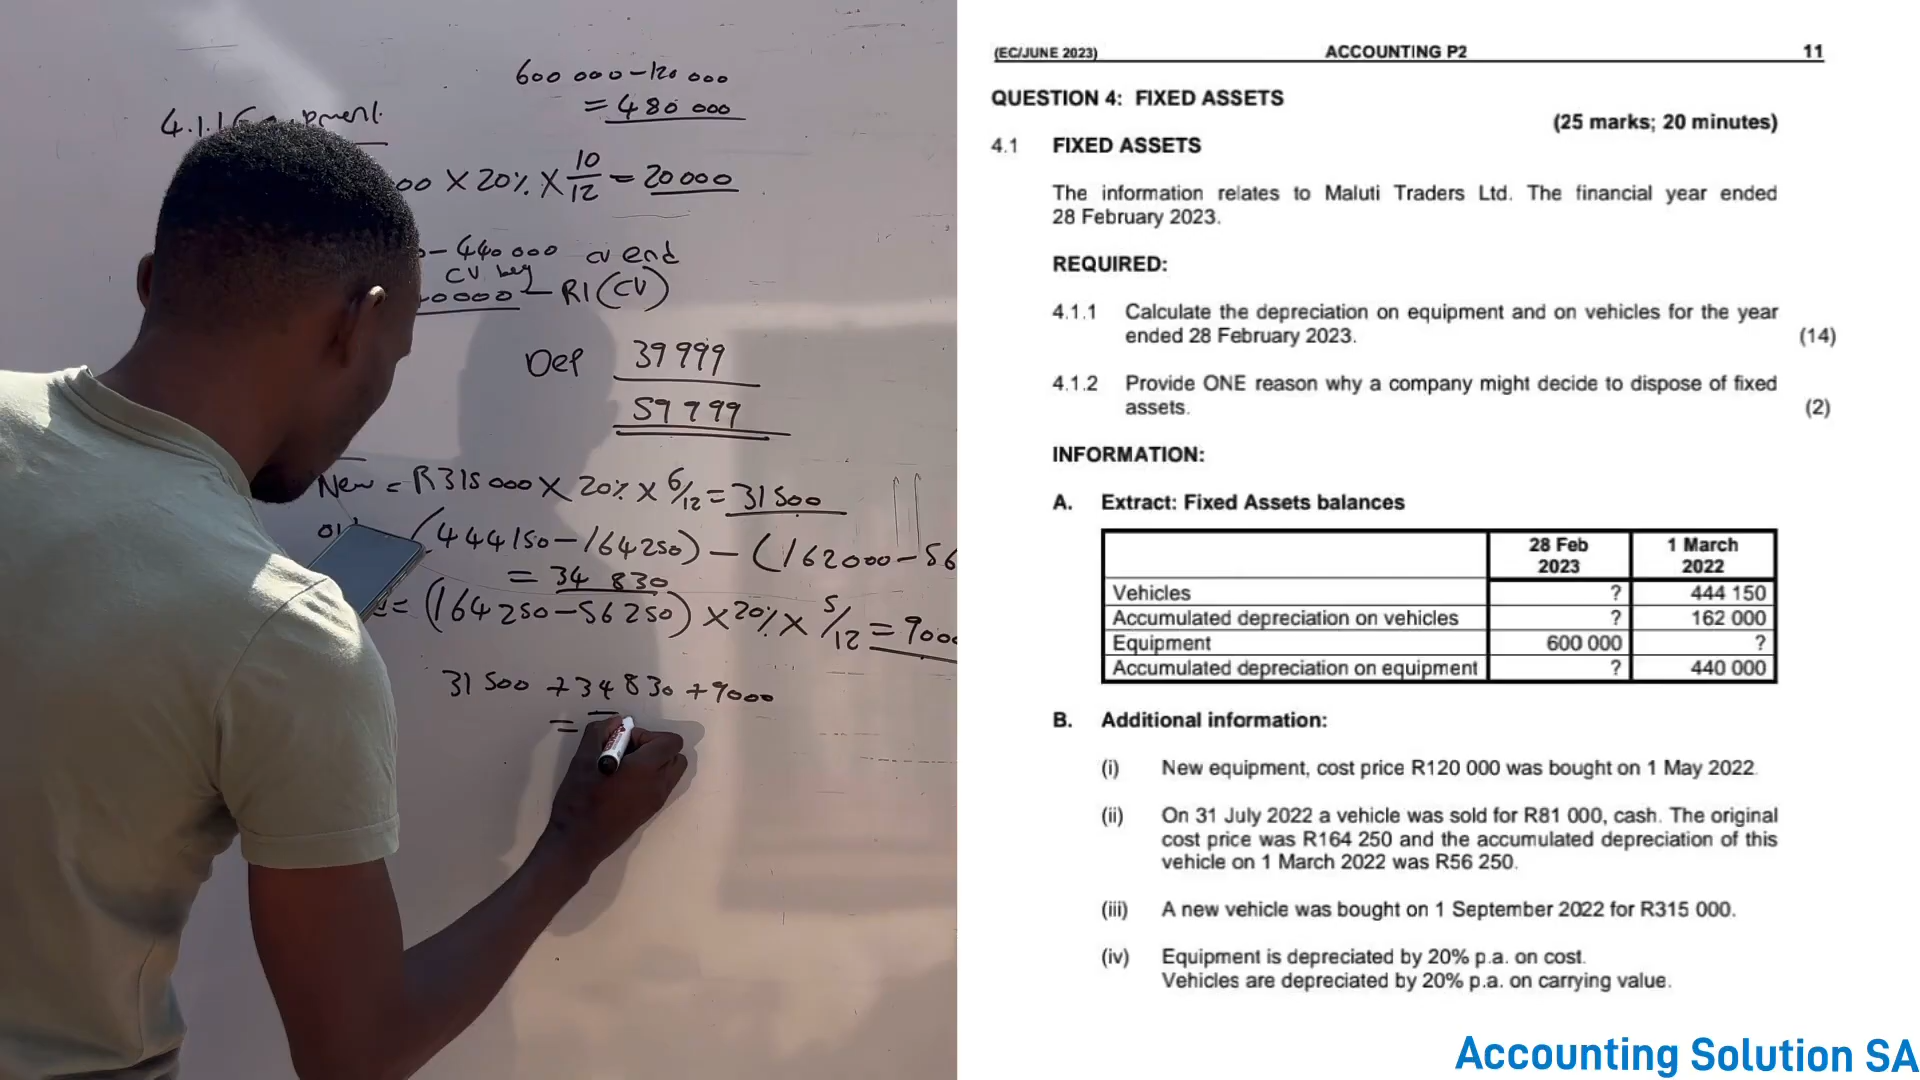 600 000 - 120 000
= 480 000
4.1.1
00 X 20% X 10/12 = 20 000
- 440 000 cv end
CV beg
0000 - R1 (CV)
Dep 39 999
59 999
New = R315 000 X 20% X 6/12 = 31 500
(444150 - 164250) - (162000 - 56
= 34 830
= (164 250 - 56 250) X 20% X 5/12 = 9000
31 500 + 34 830 + 9000
=
(EC/JUNE 2023) ACCOUNTING P2 11
QUESTION 4: FIXED ASSETS
(25 marks; 20 minutes)
4.1 FIXED ASSETS
The information relates to Maluti Traders Ltd. The financial year ended
28 February 2023.
REQUIRED:
4.1.1 Calculate the depreciation on equipment and on vehicles for the year
ended 28 February 2023. (14)
4.1.2 Provide ONE reason why a company might decide to dispose of fixed
assets. (2)
INFORMATION:
A. Extract: Fixed Assets balances
28 Feb 2023 1 March 2022
Vehicles ? 444 150
Accumulated depreciation on vehicles ? 162 000
Equipment 600 000 ?
Accumulated depreciation on equipment ? 440 000
B. Additional information:
(i) New equipment, cost price R120 000 was bought on 1 May 2022
(ii) On 31 July 2022 a vehicle was sold for R81 000, cash. The original
cost price was R164 250 and the accumulated depreciation of this
vehicle on 1 March 2022 was R56 250.
(iii) A new vehicle was bought on 1 September 2022 for R315 000.
(iv) Equipment is depreciated by 20% p.a. on cost.
Vehicles are depreciated by 20% p.a. on carrying value.
Accounting Solution SA